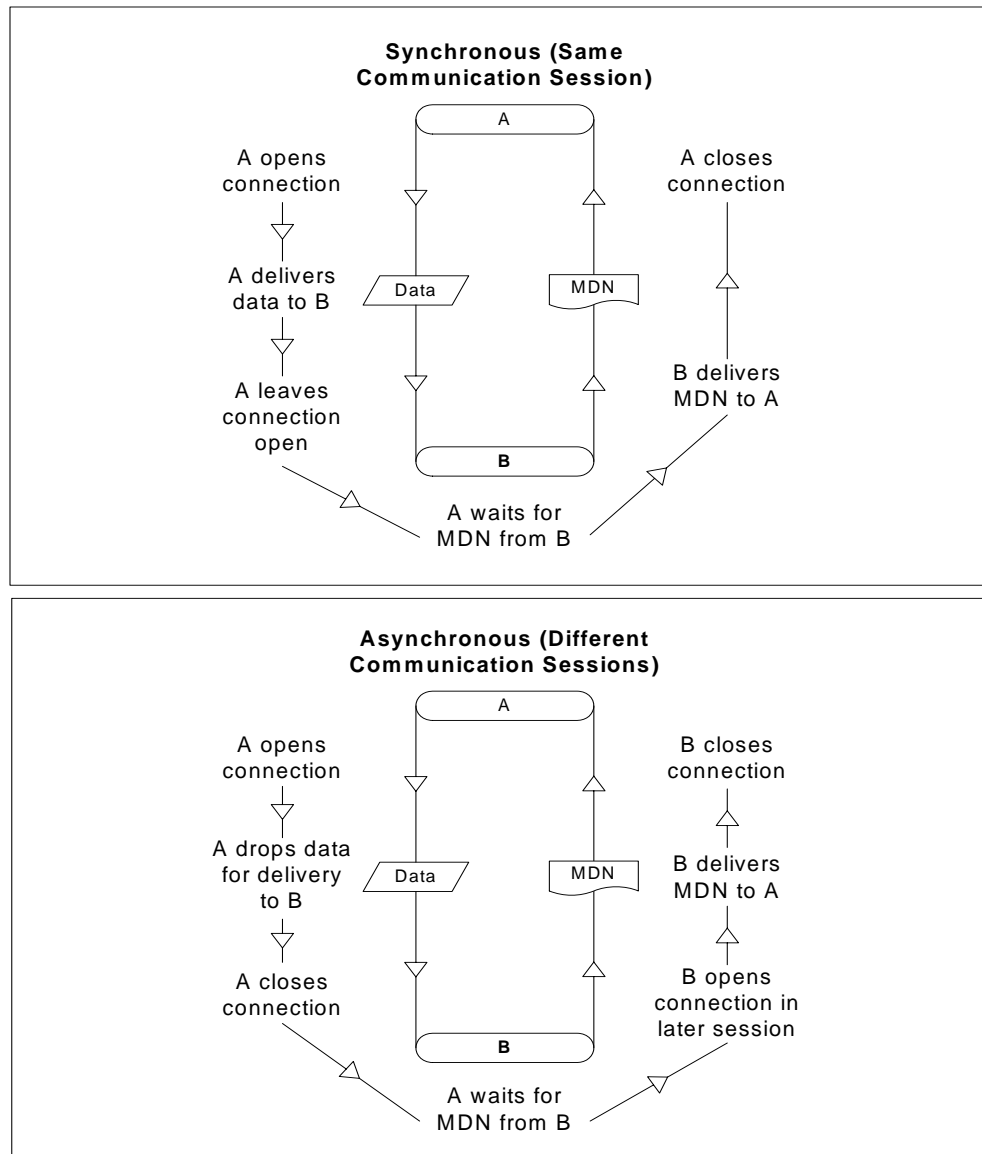 Synchronous (Same
Communication Session)
A
A opens
connection
A delivers
data to B
A leaves
connection
open
Data
MDN
A closes
connection
B delivers
MDN to A
B
A waits for
MDN from B
Asynchronous (Different
Communication Sessions)
A
A opens
connection
A drops data
for delivery
to B
A closes
connection
Data
MDN
B closes
connection
B delivers
MDN to A
B opens
connection in
later session
B
A waits for
MDN from B